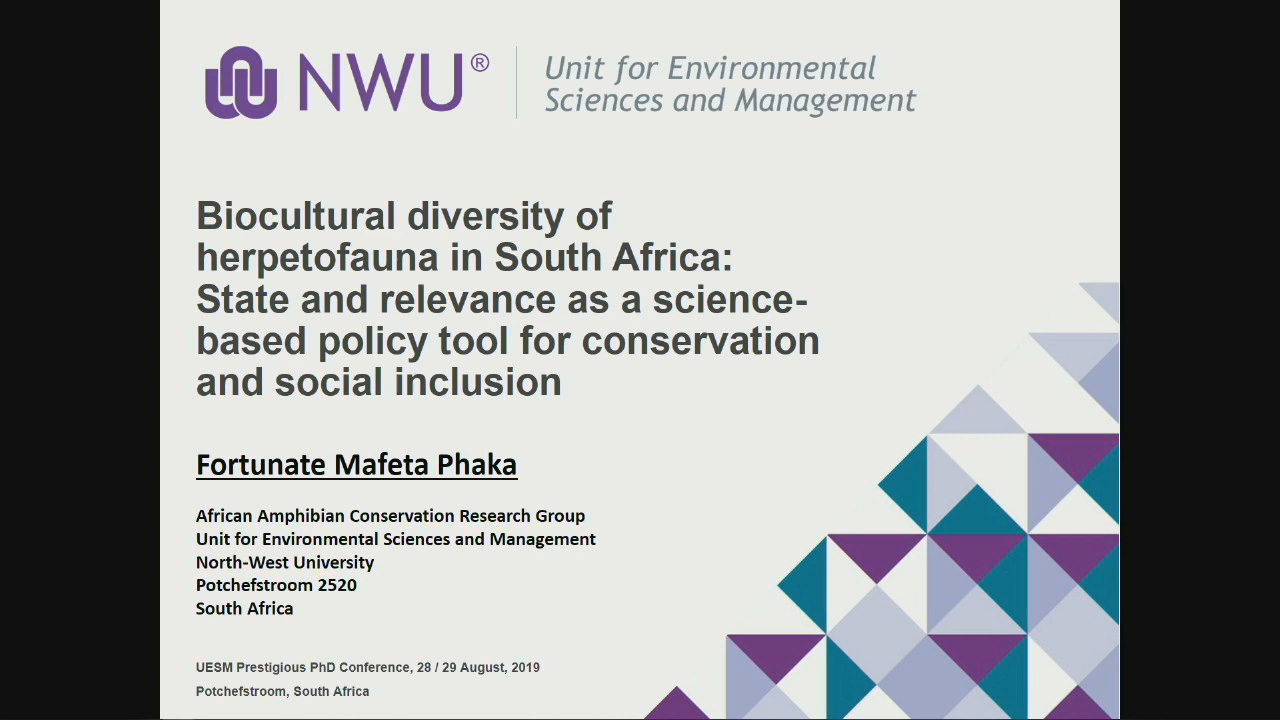 NWU® Unit for Environmental
Sciences and Management
Biocultural diversity of
herpetofauna in South Africa:
State and relevance as a science-
based policy tool for conservation
and social inclusion
Fortunate Mafeta Phaka
African Amphibian Conservation Research Group
Unit for Environmental Sciences and Management
North-West University
Potchefstroom 2520
South Africa
UESM Prestigious PhD Conference, 28 / 29 August, 2019
Potchefstroom, South Africa